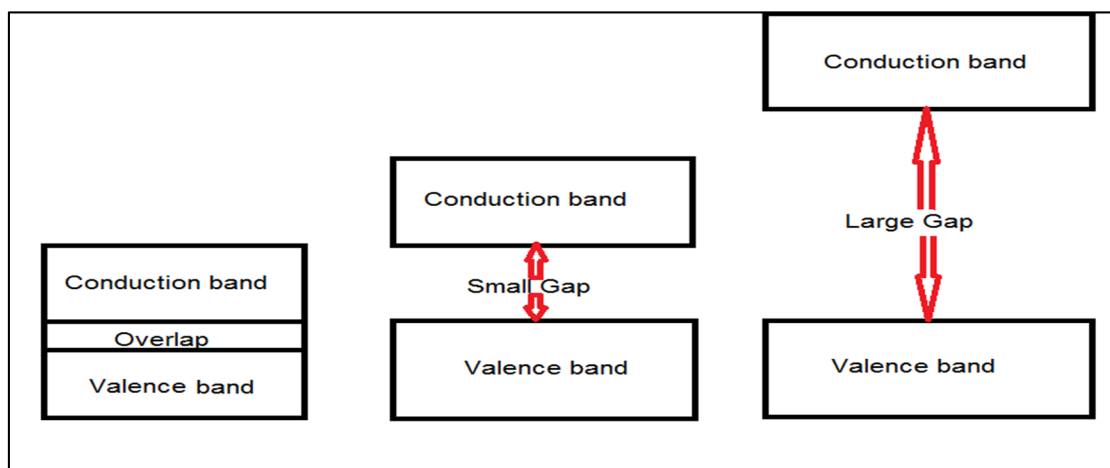 Conduction band
Overlap
Valence band
Conduction band
Small Gap
Valence band
Conduction band
Large Gap
Valence band